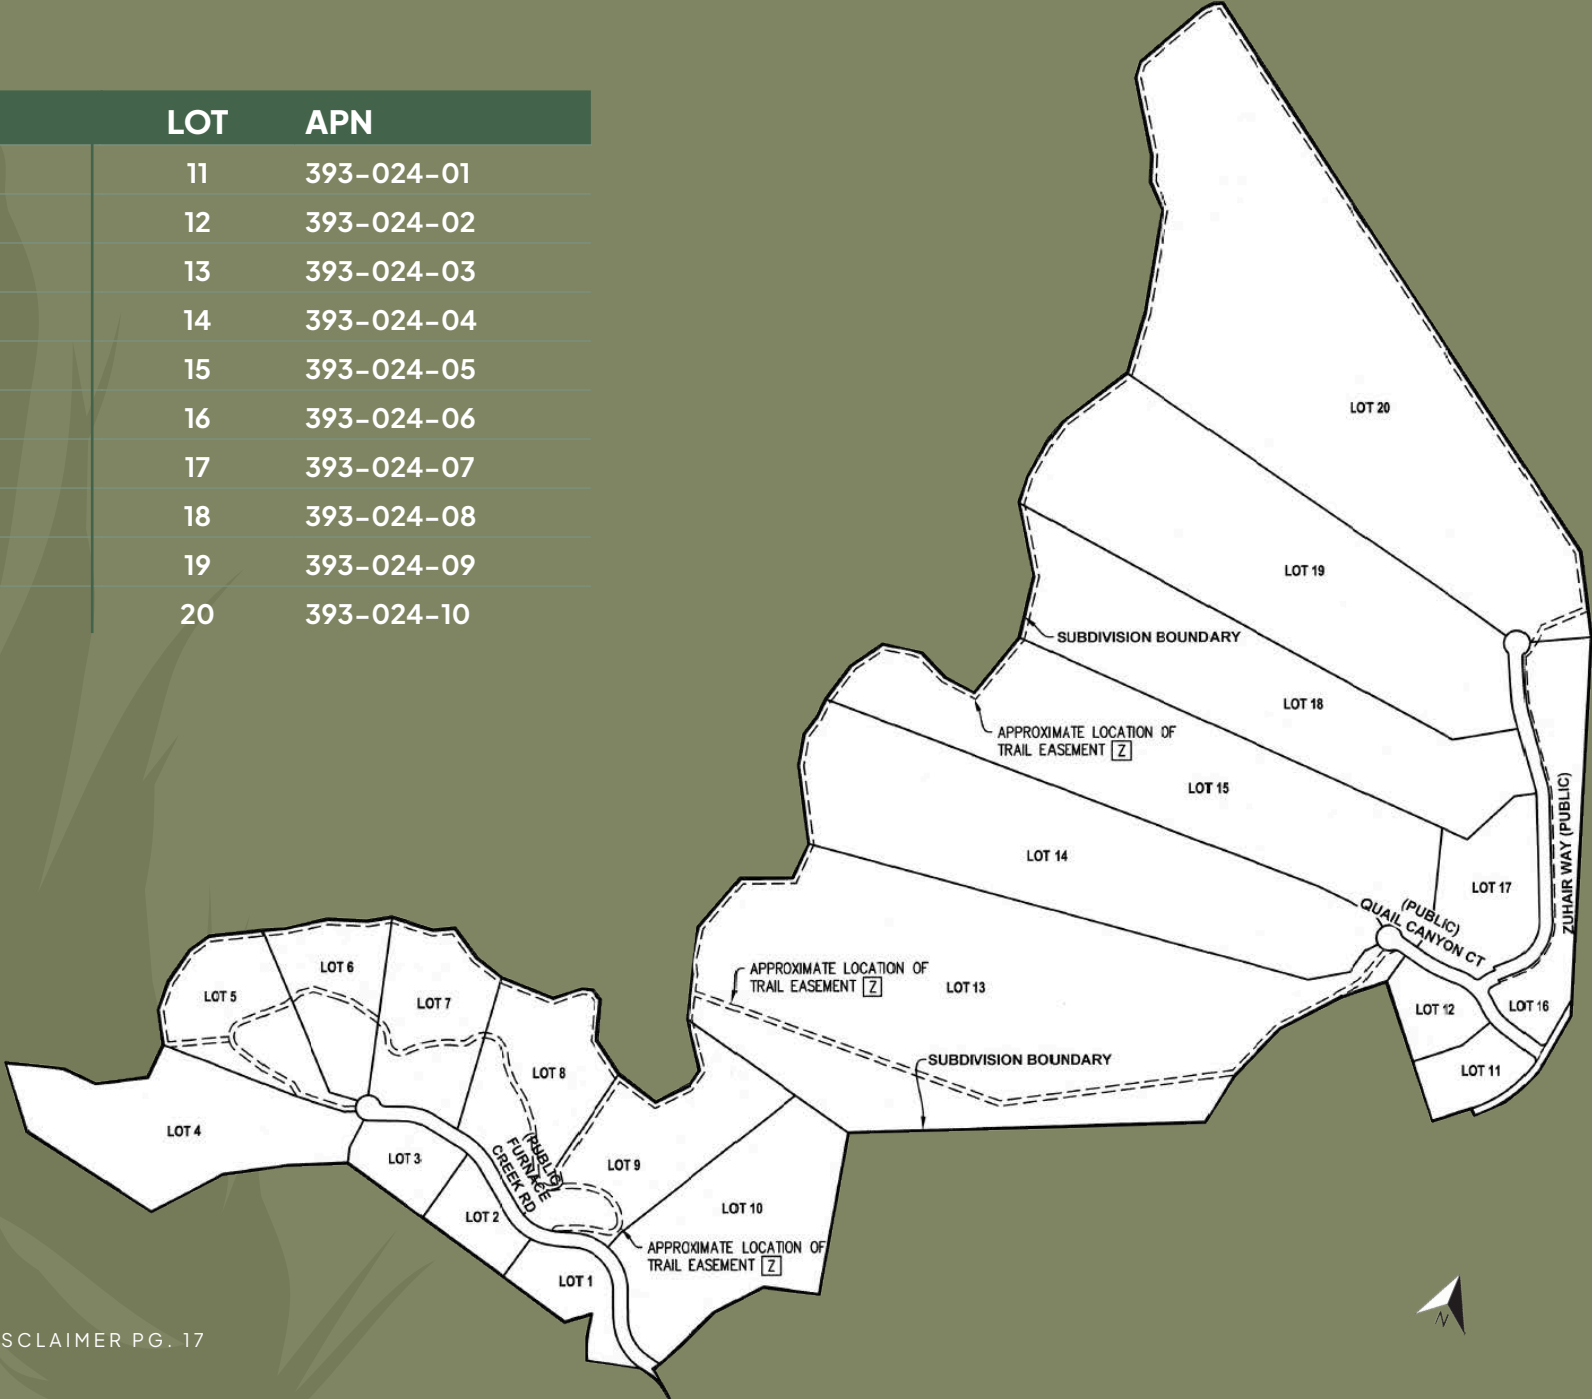 LOT APN
11 393-024-01
12 393-024-02
13 393-024-03
14 393-024-04
15 393-024-05
16 393-024-06
17 393-024-07
18 393-024-08
19 393-024-09
20 393-024-10
LOT 20
LOT 19
SUBDIVISION BOUNDARY
LOT 18
APPROXIMATE LOCATION OF
TRAIL EASEMENT Z
LOT 15
ZUHAIR WAY (PUBLIC)
LOT 14
LOT 17
(PUBLIC)
QUAIL CANYON CT
APPROXIMATE LOCATION OF
TRAIL EASEMENT Z
LOT 13
LOT 12
LOT 16
LOT 11
SUBDIVISION BOUNDARY
LOT 6
LOT 5
LOT 7
LOT 8
LOT 4
LOT 3
(PUBLIC)
FURNACE
CREEK RD
LOT 9
LOT 2
LOT 10
APPROXIMATE LOCATION OF
TRAIL EASEMENT Z
LOT 1
SCLAIMER PG. 17
N